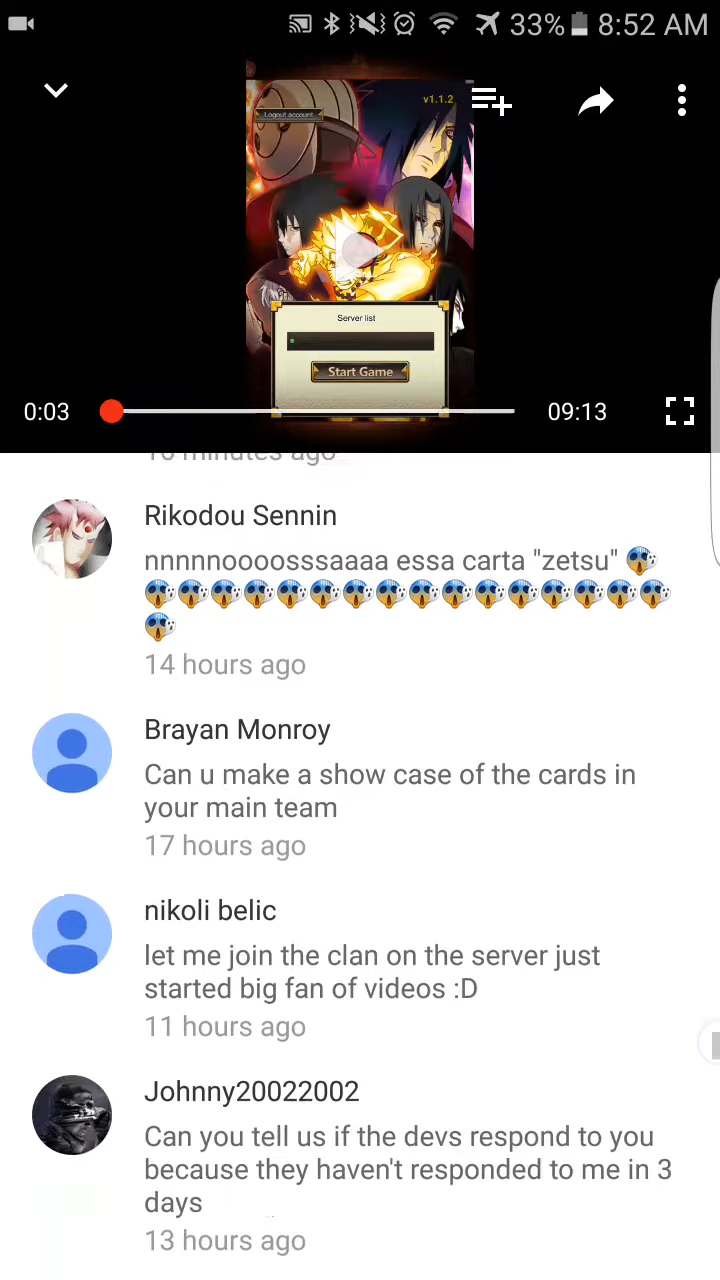 33% 8:52 AM
v1.1.2
Logout account
Server list
Start Game
0:03
09:13
16 minutes ago
Rikodou Sennin
nnnnnoooosssaaaa essa carta "zetsu" 😱
😱😱😱😱😱😱😱😱😱😱😱😱😱😱😱😱
😱
14 hours ago
Brayan Monroy
Can u make a show case of the cards in
your main team
17 hours ago
nikoli belic
let me join the clan on the server just
started big fan of videos :D
11 hours ago
Johnny20022002
Can you tell us if the devs respond to you
because they haven't responded to me in 3
days
13 hours ago